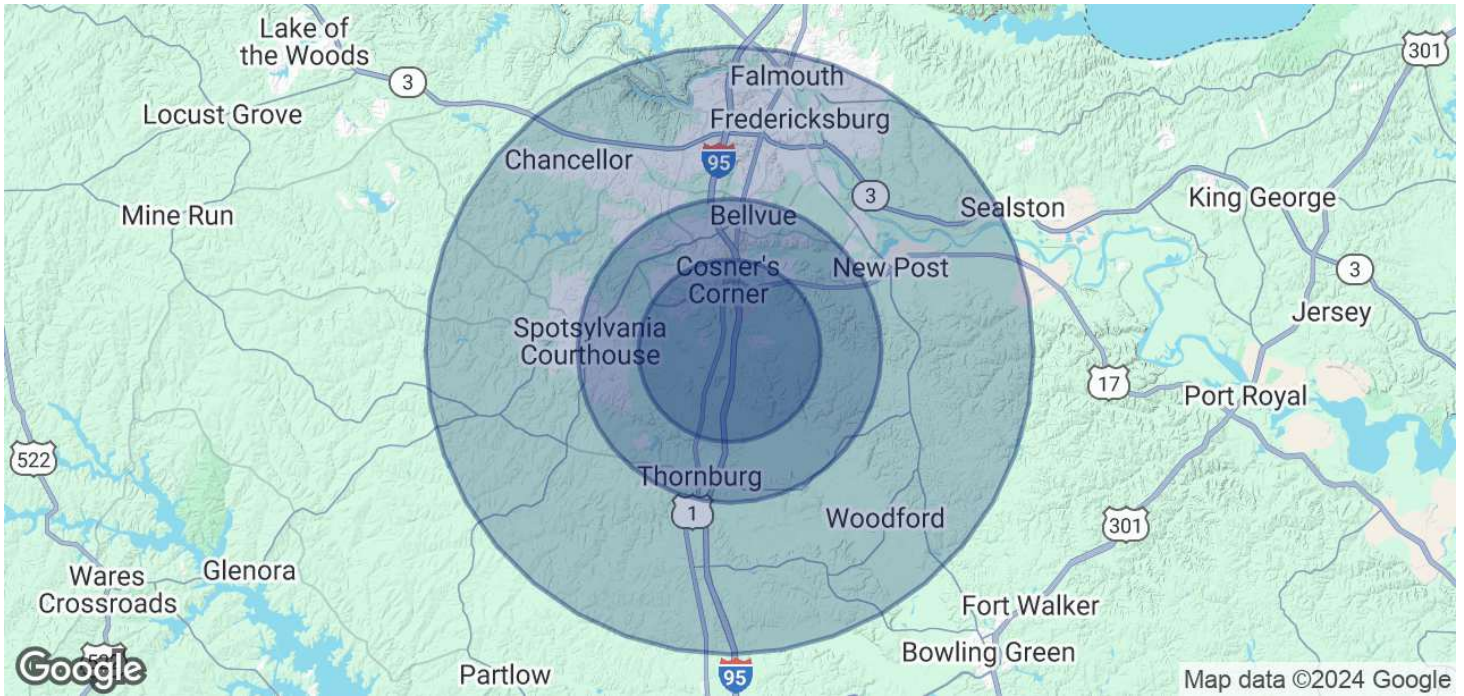 Lake of
the Woods
3
301
Falmouth
Locust Grove
Fredericksburg
Chancellor
95
3
King George
Mine Run
Bellvue
Sealston
Cosner's
Corner
New Post
3
Jersey
Spotsylvania
Courthouse
17
Port Royal
522
Thornburg
1
Woodford
301
Glenora
Wares
Crossroads
Fort Walker
Bowling Green
Google
522
Partlow
95
Map data ©2024 Google